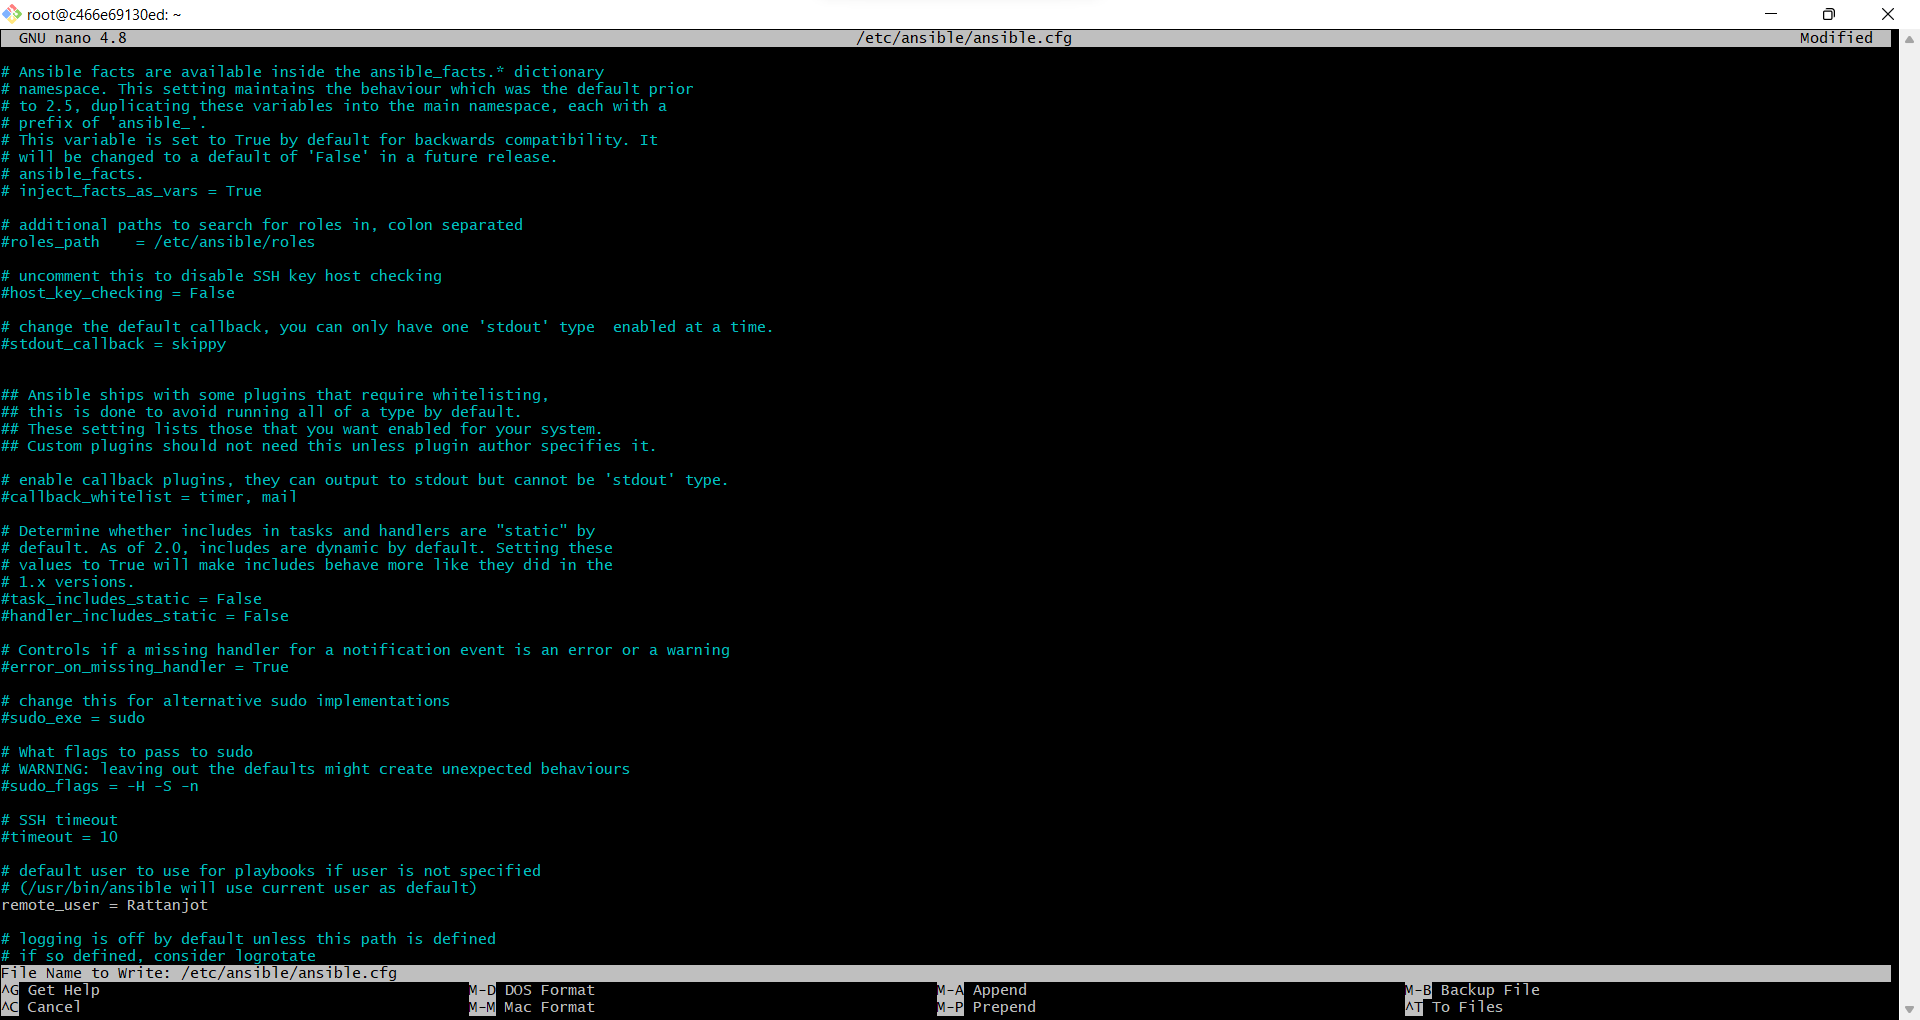 root@c466e69130ed: ~
GNU nano 4.8 /etc/ansible/ansible.cfg Modified
# Ansible facts are available inside the ansible_facts.* dictionary
# namespace. This setting maintains the behaviour which was the default prior
# to 2.5, duplicating these variables into the main namespace, each with a
# prefix of 'ansible_'.
# This variable is set to True by default for backwards compatibility. It
# will be changed to a default of 'False' in a future release.
# ansible_facts.
# inject_facts_as_vars = True
# additional paths to search for roles in, colon separated
#roles_path    = /etc/ansible/roles
# uncomment this to disable SSH key host checking
#host_key_checking = False
# change the default callback, you can only have one 'stdout' type  enabled at a time.
#stdout_callback = skippy
## Ansible ships with some plugins that require whitelisting,
## this is done to avoid running all of a type by default.
## These setting lists those that you want enabled for your system.
## Custom plugins should not need this unless plugin author specifies it.
# enable callback plugins, they can output to stdout but cannot be 'stdout' type.
#callback_whitelist = timer, mail
# Determine whether includes in tasks and handlers are "static" by
# default. As of 2.0, includes are dynamic by default. Setting these
# values to True will make includes behave more like they did in the
# 1.x versions.
#task_includes_static = False
#handler_includes_static = False
# Controls if a missing handler for a notification event is an error or a warning
#error_on_missing_handler = True
# change this for alternative sudo implementations
#sudo_exe = sudo
# What flags to pass to sudo
# WARNING: leaving out the defaults might create unexpected behaviours
#sudo_flags = -H -S -n
# SSH timeout
#timeout = 10
# default user to use for playbooks if user is not specified
# (/usr/bin/ansible will use current user as default)
remote_user = Rattanjot
# logging is off by default unless this path is defined
# if so defined, consider logrotate
File Name to Write: /etc/ansible/ansible.cfg
^G Get Help M-D DOS Format M-A Append M-B Backup File
^C Cancel M-M Mac Format M-P Prepend ^T To Files